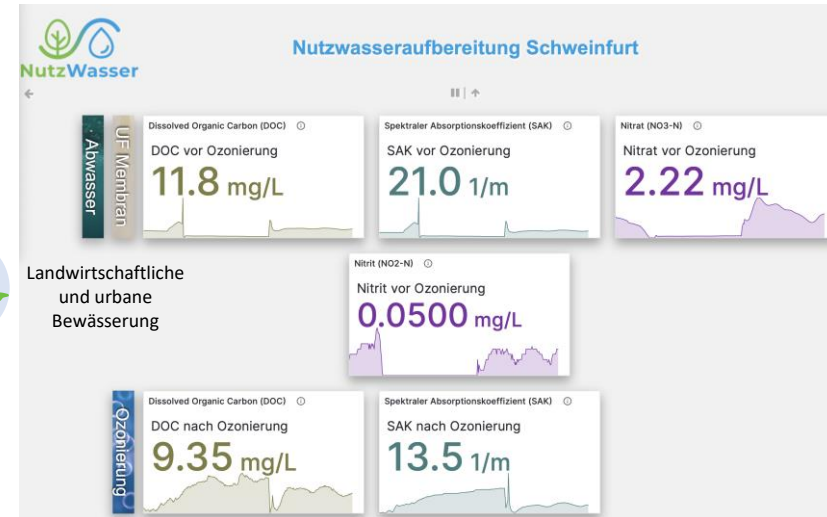 NutzWasser
Nutzwasseraufbereitung Schweinfurt
Abwasser
UF Membran
Dissolved Organic Carbon (DOC)
DOC vor Ozonierung
11.8 mg/L
Spektraler Absorptionskoeffizient (SAK)
SAK vor Ozonierung
21.0 1/m
Nitrat (NO3-N)
Nitrat vor Ozonierung
2.22 mg/L
Landwirtschaftliche
und urbane
Bewässerung
Nitrit (NO2-N)
Nitrit vor Ozonierung
0.0500 mg/L
Ozonierung
Dissolved Organic Carbon (DOC)
DOC nach Ozonierung
9.35 mg/L
Spektraler Absorptionskoeffizient (SAK)
SAK nach Ozonierung
13.5 1/m